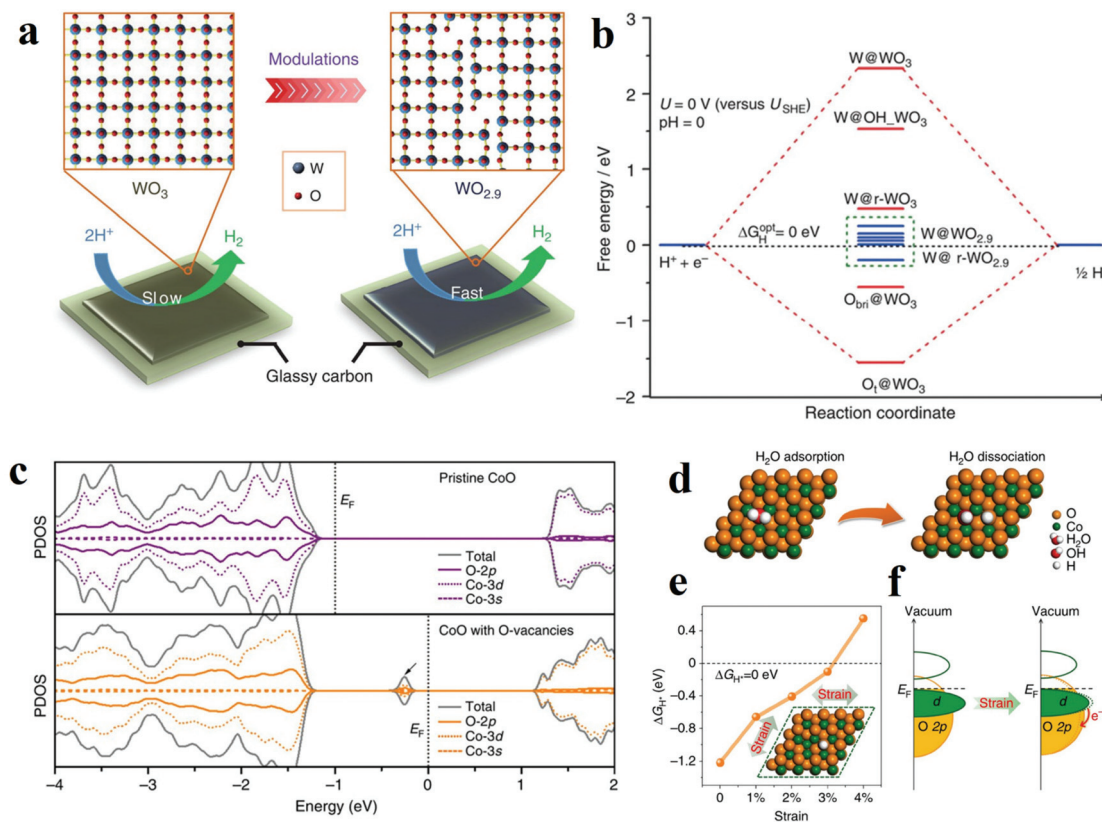 a
Modulations
W
O
WO3
WO2.9
2H+
H2
Slow
2H+
H2
Fast
Glassy carbon
b
Free energy / eV
3
2
1
0
−1
−2
U = 0 V (versus USHE)
pH = 0
W@WO3
W@OH_WO3
W@r-WO3
ΔGHopt= 0 eV
W@WO2.9
H+ + e−
W@ r-WO2.9
½ H
Obri@WO3
Ot@WO3
Reaction coordinate
c
PDOS
Pristine CoO
EF
Total
O-2p
Co-3d
Co-3s
PDOS
CoO with O-vacancies
EF
Total
O-2p
Co-3d
Co-3s
−4 −3 −2 −1 0 1 2
Energy (eV)
d
H2O adsorption
H2O dissociation
O
Co
H2O
OH
H
e
ΔGH* (eV)
0.4
0
−0.4
−0.8
−1.2
ΔGH*=0 eV
Strain
Strain
0 1% 2% 3% 4%
Strain
f
Vacuum
EF
d
O 2p
Strain
Vacuum
EF
d
e−
O 2p